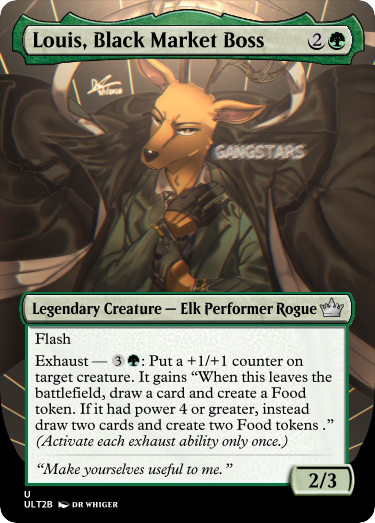 Louis, Black Market Boss 2
GANGSTARS
Legendary Creature — Elk Performer Rogue
Flash
Exhaust — 3: Put a +1/+1 counter on
target creature. It gains “When this leaves the
battlefield, draw a card and create a Food
token. If it had power 4 or greater, instead
draw two cards and create two Food tokens .”
(Activate each exhaust ability only once.)
“Make yourselves useful to me.”
2/3
U
ULT2B DR WHIGER